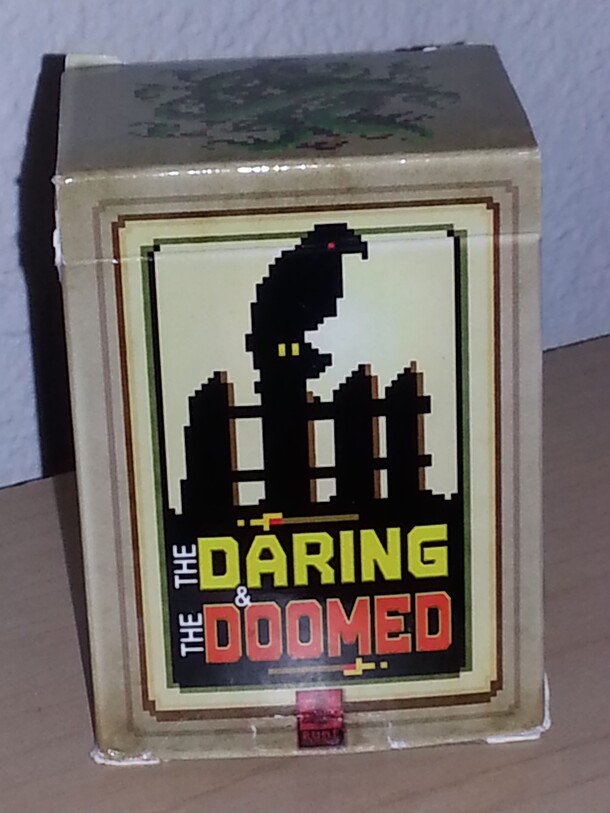 THE DARING
&
THE DOOMED